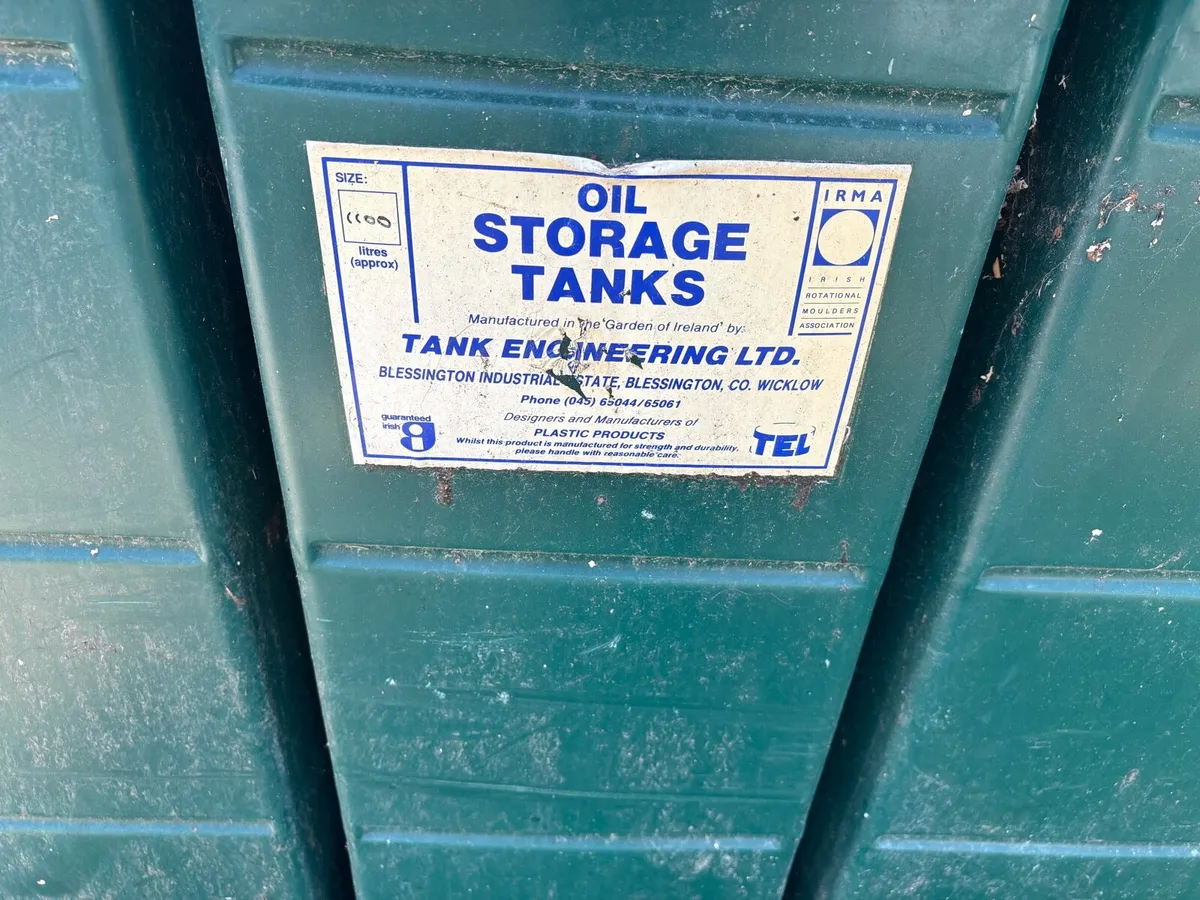 SIZE:
1100
litres
(approx)
OIL
STORAGE
TANKS
Manufactured in the 'Garden of Ireland' by:
TANK ENGINEERING LTD.
BLESSINGTON INDUSTRIAL ESTATE, BLESSINGTON, CO. WICKLOW
Phone (045) 65044/65061
Designers and Manufacturers of
PLASTIC PRODUCTS
Whilst this product is manufactured for strength and durability.
please handle with reasonable care.
guaranteed
irish
TEL
IRMA
IRISH
ROTATIONAL
MOULDERS
ASSOCIATION